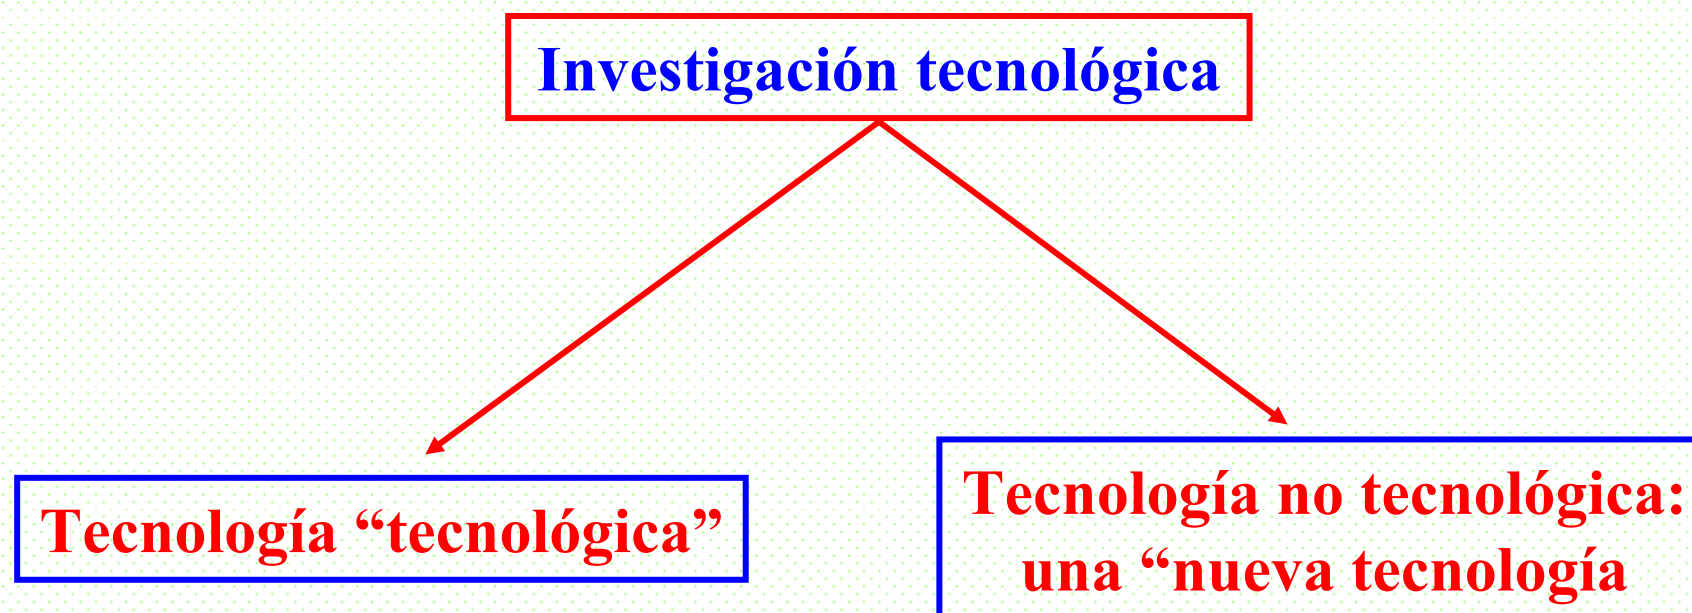 Investigación tecnológica
Tecnología “tecnológica”
Tecnología no tecnológica:
una “nueva tecnología